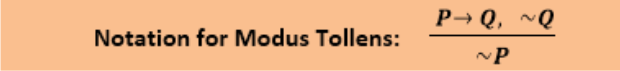 Notation for Modus Tollens:
P→ Q, ~Q
~P